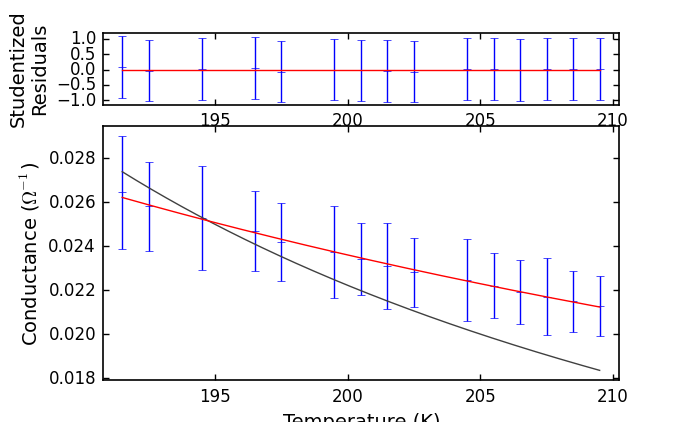 Studentized
Residuals
1.0
0.5
0.0
−0.5
−1.0
195 200 205 210
Conductance (Ω⁻¹)
0.028
0.026
0.024
0.022
0.020
0.018
195 200 205 210
Temperature (K)